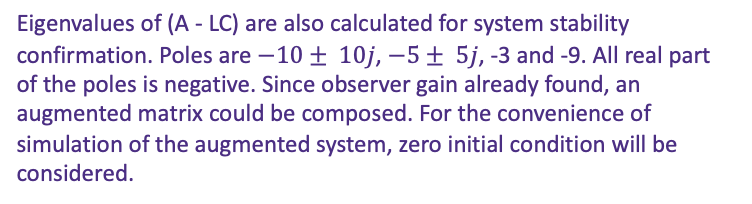 Eigenvalues of (A - LC) are also calculated for system stability
confirmation. Poles are −10 ± 10j, −5 ± 5j, -3 and -9. All real part
of the poles is negative. Since observer gain already found, an
augmented matrix could be composed. For the convenience of
simulation of the augmented system, zero initial condition will be
considered.